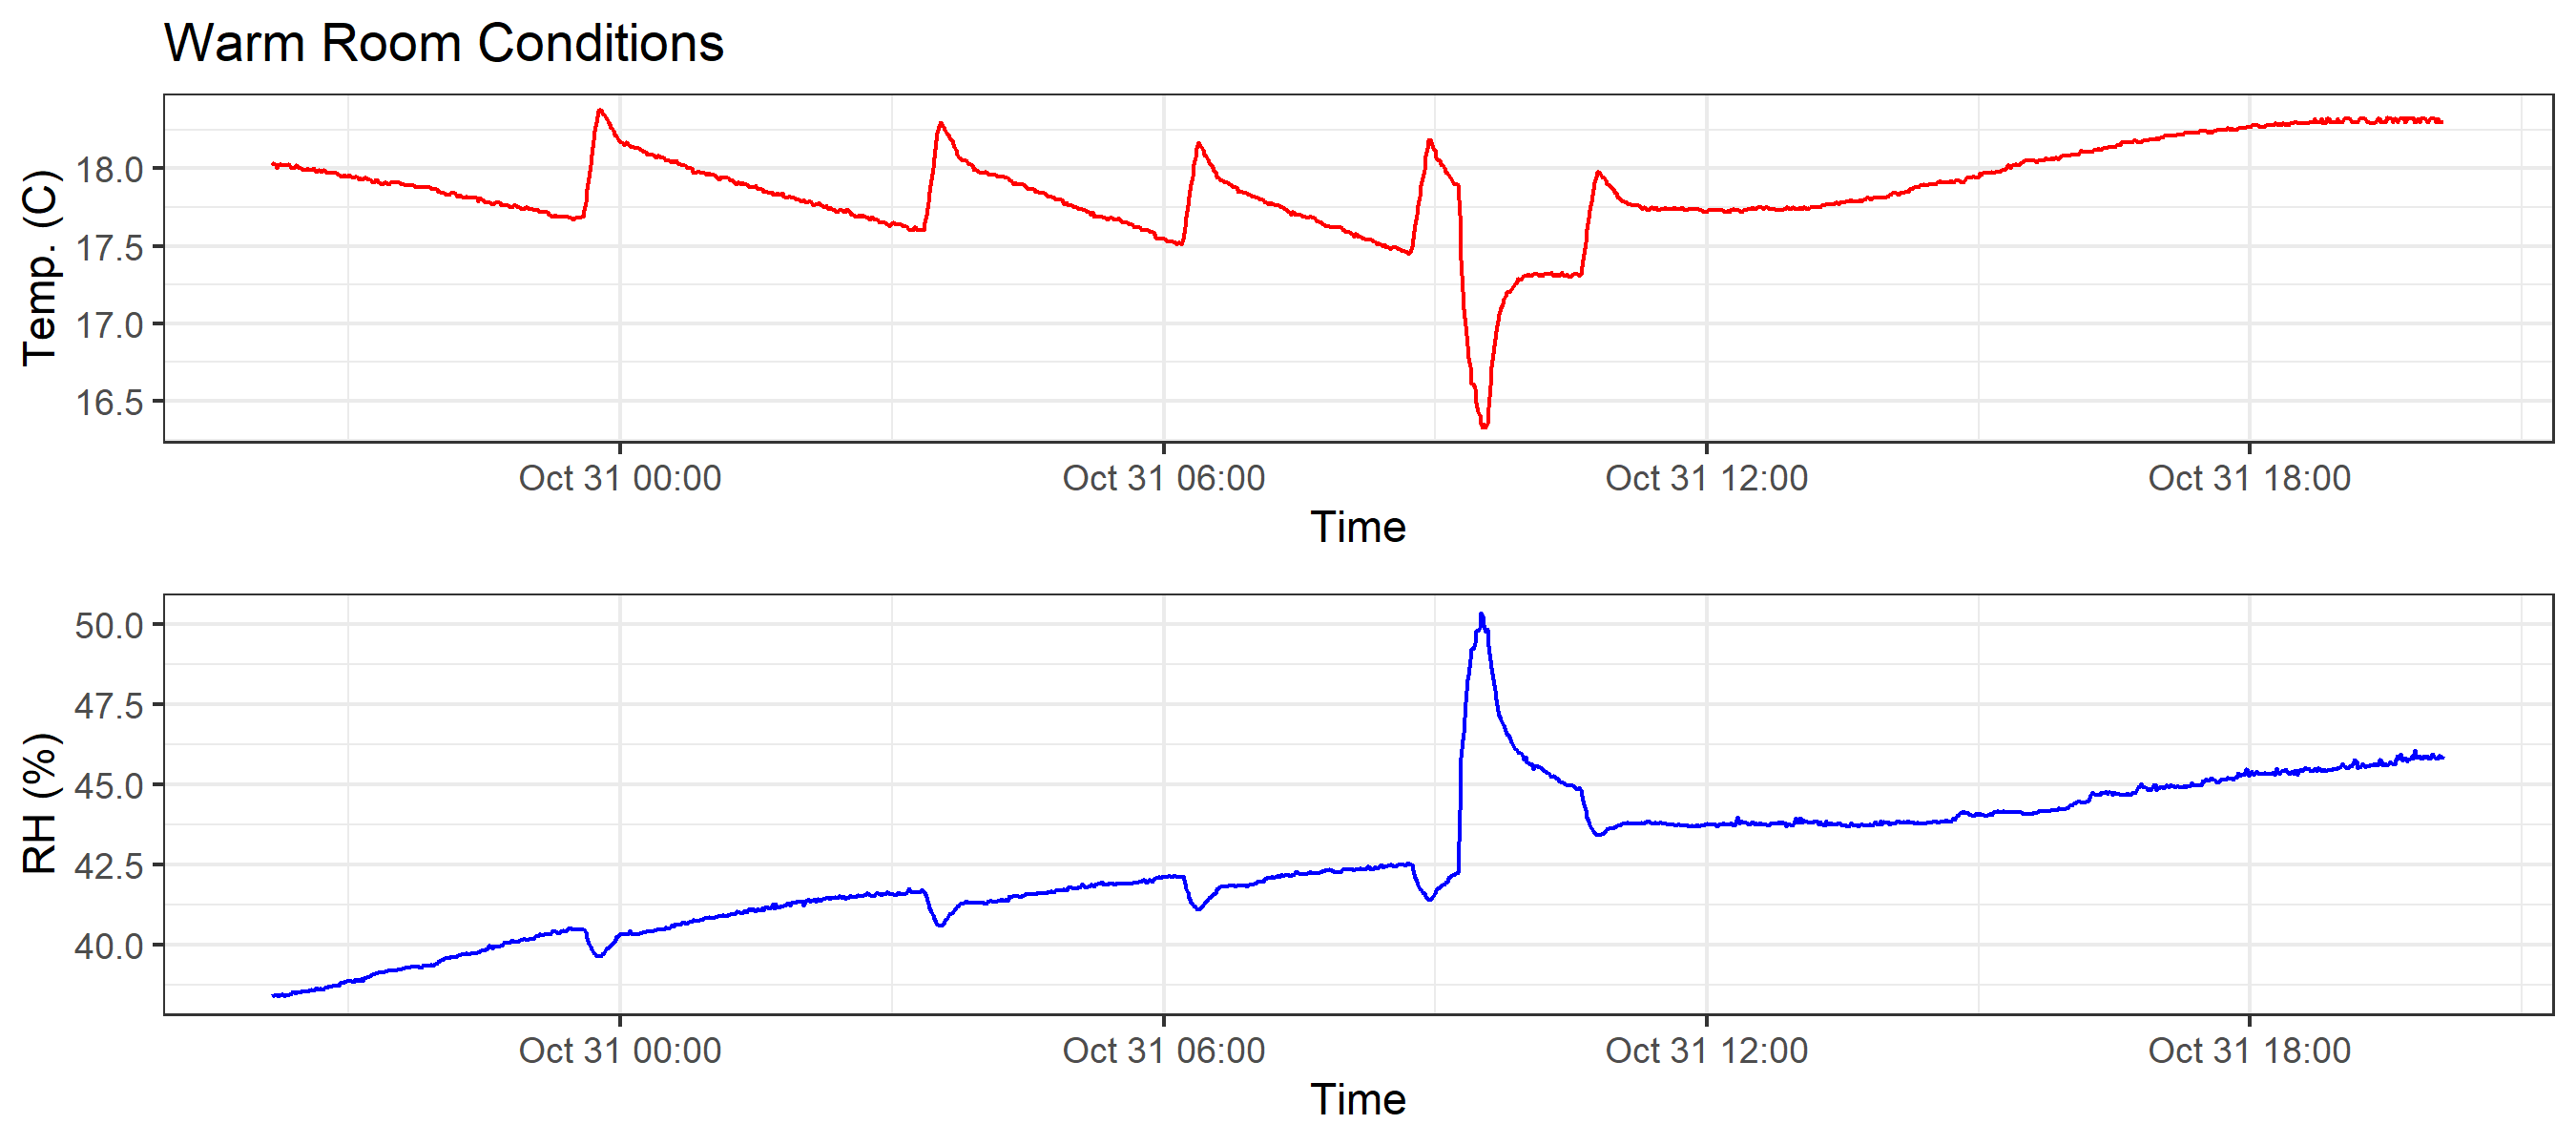 Warm Room Conditions
Temp. (C)
18.0
17.5
17.0
16.5
Oct 31 00:00 Oct 31 06:00 Oct 31 12:00 Oct 31 18:00
Time
RH (%)
50.0
47.5
45.0
42.5
40.0
Oct 31 00:00 Oct 31 06:00 Oct 31 12:00 Oct 31 18:00
Time